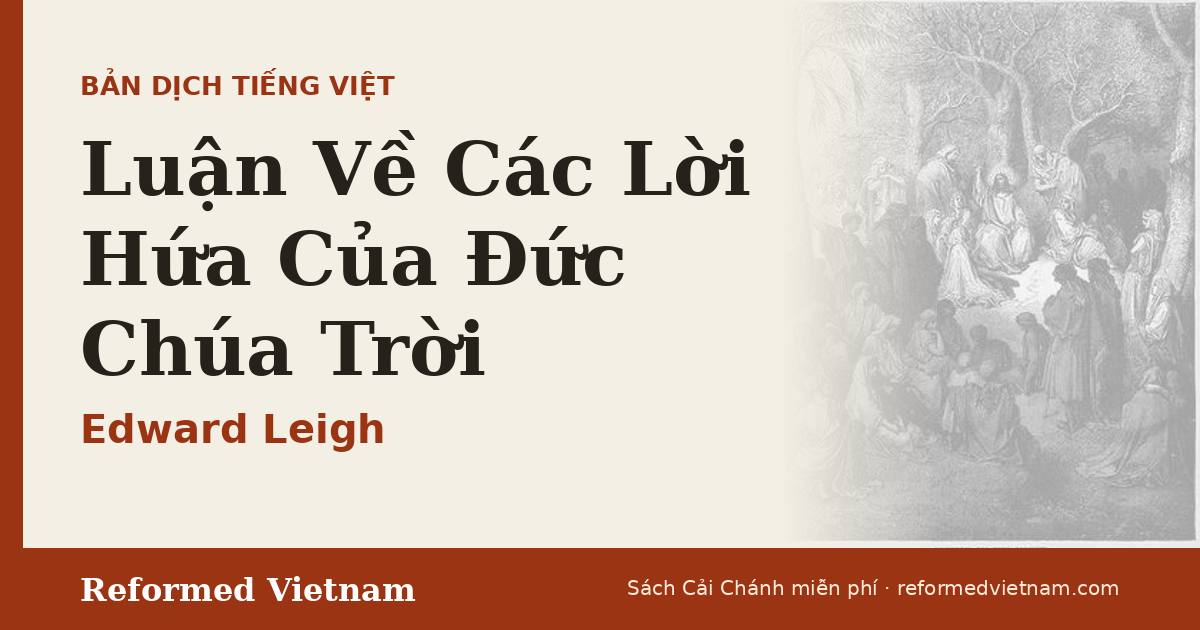 BẢN DỊCH TIẾNG VIỆT
Luận Về Các Lời
Hứa Của Đức
Chúa Trời
Edward Leigh
Reformed Vietnam
Sách Cải Chánh miễn phí · reformedvietnam.com